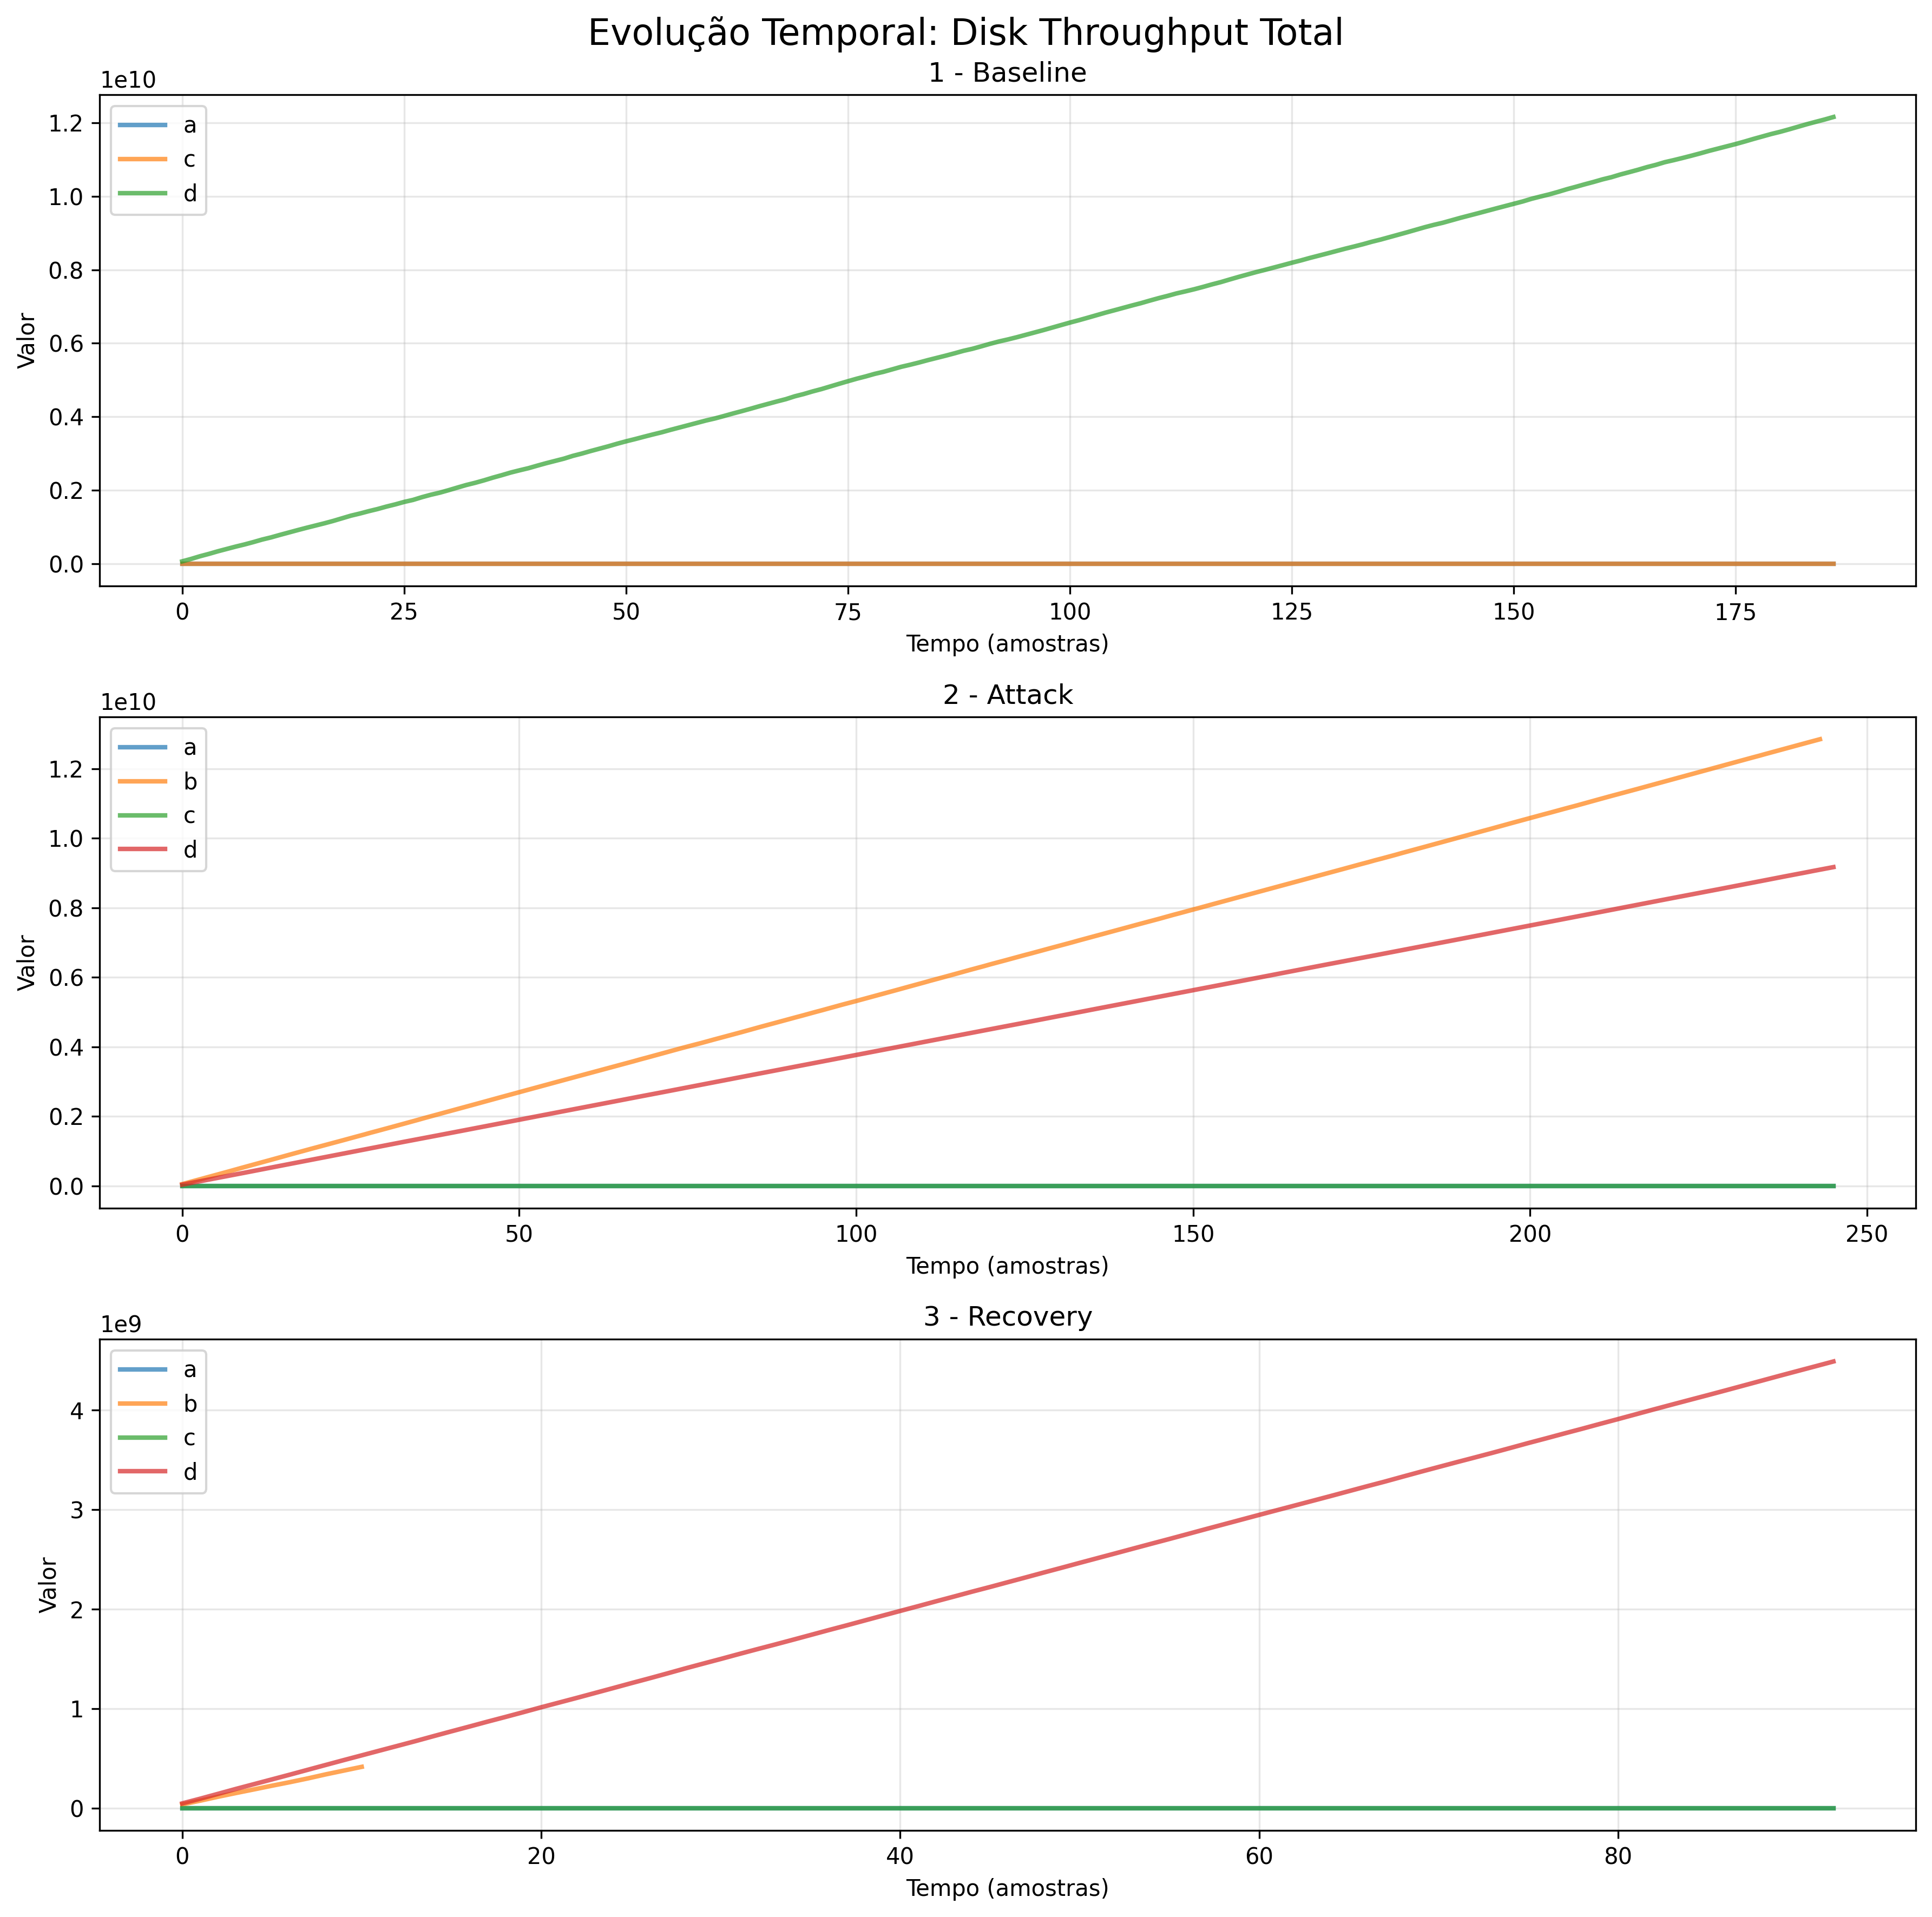 Evolução Temporal: Disk Throughput Total
1 - Baseline
1e10
a
c
d
1.2
1.0
0.8
0.6
0.4
0.2
0.0
Valor
0 25 50 75 100 125 150 175
Tempo (amostras)
2 - Attack
1e10
a
b
c
d
1.2
1.0
0.8
0.6
0.4
0.2
0.0
Valor
0 50 100 150 200 250
Tempo (amostras)
3 - Recovery
1e9
a
b
c
d
4
3
2
1
0
Valor
0 20 40 60 80
Tempo (amostras)